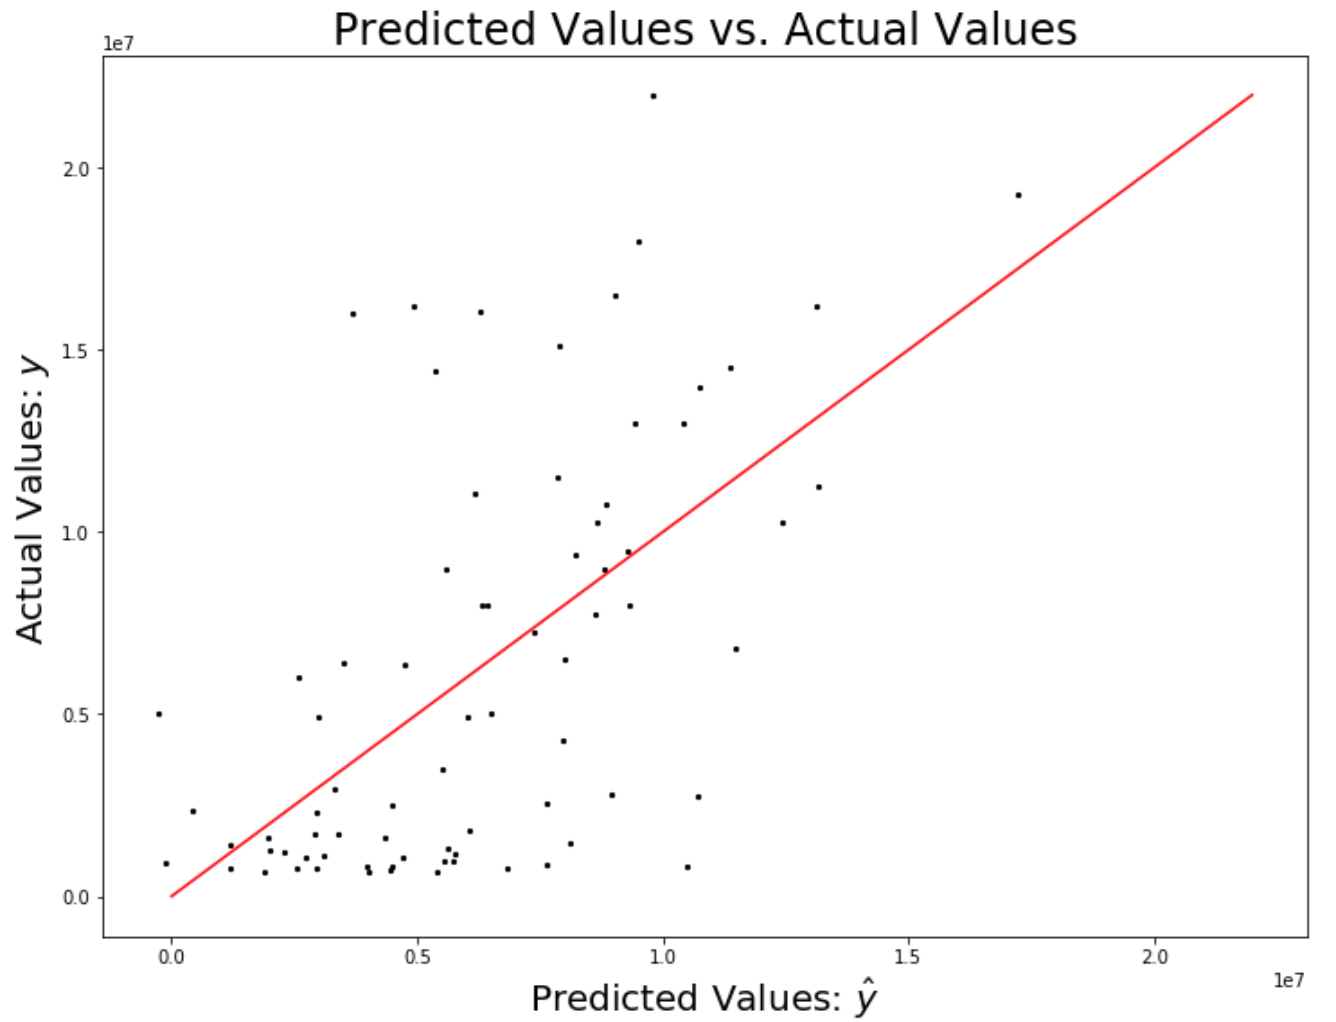 Predicted Values vs. Actual Values
1e7
2.0
1.5
1.0
0.5
0.0
Actual Values: y
0.0 0.5 1.0 1.5 2.0
1e7
Predicted Values: ŷ